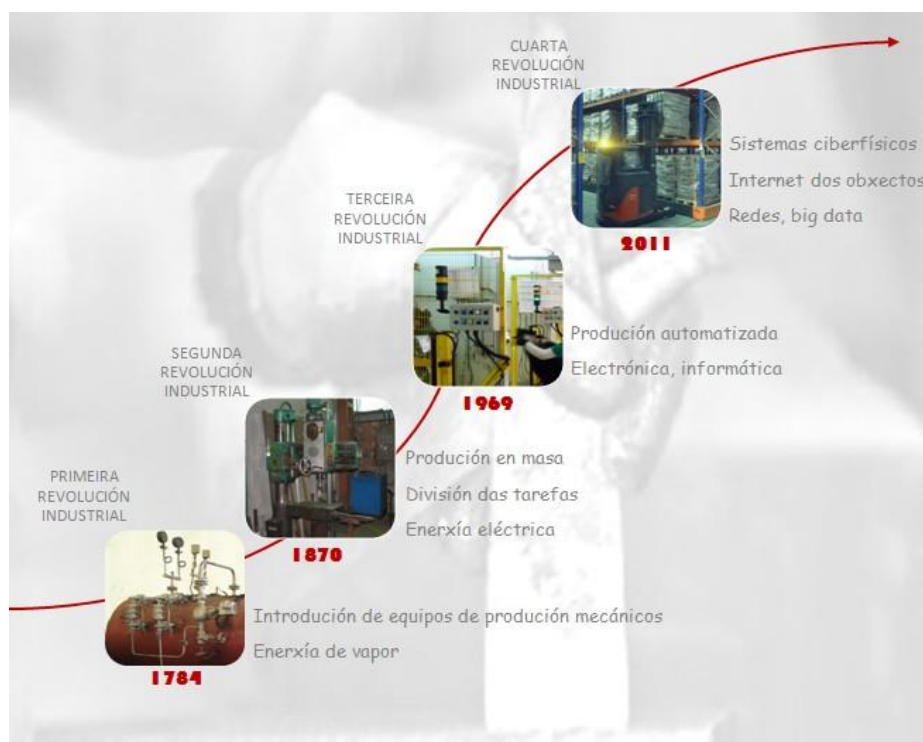 CUARTA
REVOLUCIÓN
INDUSTRIAL
Sistemas ciberfísicos
Internet dos obxectos
Redes, big data
2011
TERCEIRA
REVOLUCIÓN
INDUSTRIAL
Produción automatizada
Electrónica, informática
1969
SEGUNDA
REVOLUCIÓN
INDUSTRIAL
Produción en masa
División das tarefas
Enerxía eléctrica
1870
PRIMEIRA
REVOLUCIÓN
INDUSTRIAL
Introdución de equipos de produción mecánicos
Enerxía de vapor
1784